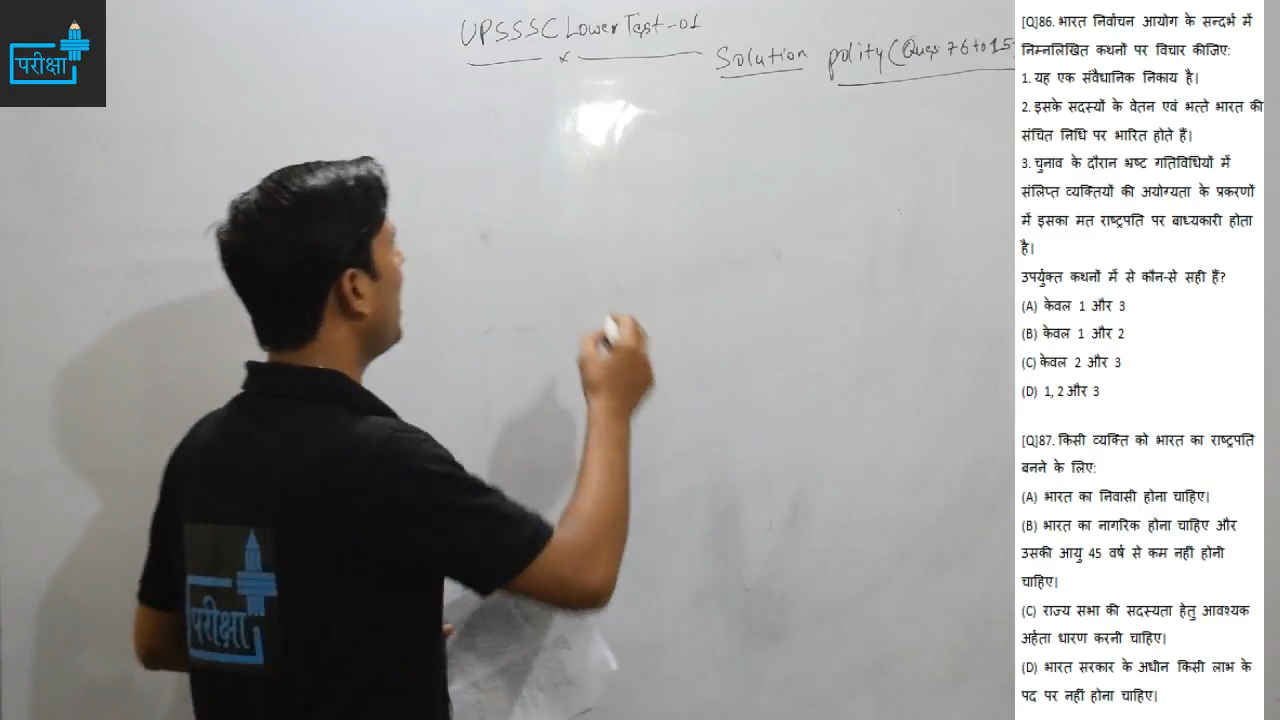 परीक्षा
UPSSSC Lower Test-01
Solution polity (Ques 76 to 15
[Q]86. भारत निर्वाचन आयोग के सन्दर्भ में
निम्नलिखित कथनों पर विचार कीजिए:
1. यह एक संवैधानिक निकाय है।
2. इसके सदस्यों के वेतन एवं भत्ते भारत की
संचित निधि पर भारित होते हैं।
3. चुनाव के दौरान भ्रष्ट गतिविधियों में
संलिप्त व्यक्तियों की अयोग्यता के प्रकरणों
में इसका मत राष्ट्रपति पर बाध्यकारी होता
है।
उपर्युक्त कथनों में से कौन-से सही हैं?
(A) केवल 1 और 3
(B) केवल 1 और 2
(C) केवल 2 और 3
(D) 1, 2 और 3
[Q]87. किसी व्यक्ति को भारत का राष्ट्रपति
बनने के लिए:
(A) भारत का निवासी होना चाहिए।
(B) भारत का नागरिक होना चाहिए और
उसकी आयु 45 वर्ष से कम नहीं होनी
चाहिए।
(C) राज्य सभा की सदस्यता हेतु आवश्यक
अर्हता धारण करनी चाहिए।
(D) भारत सरकार के अधीन किसी लाभ के
पद पर नहीं होना चाहिए।
परीक्षा